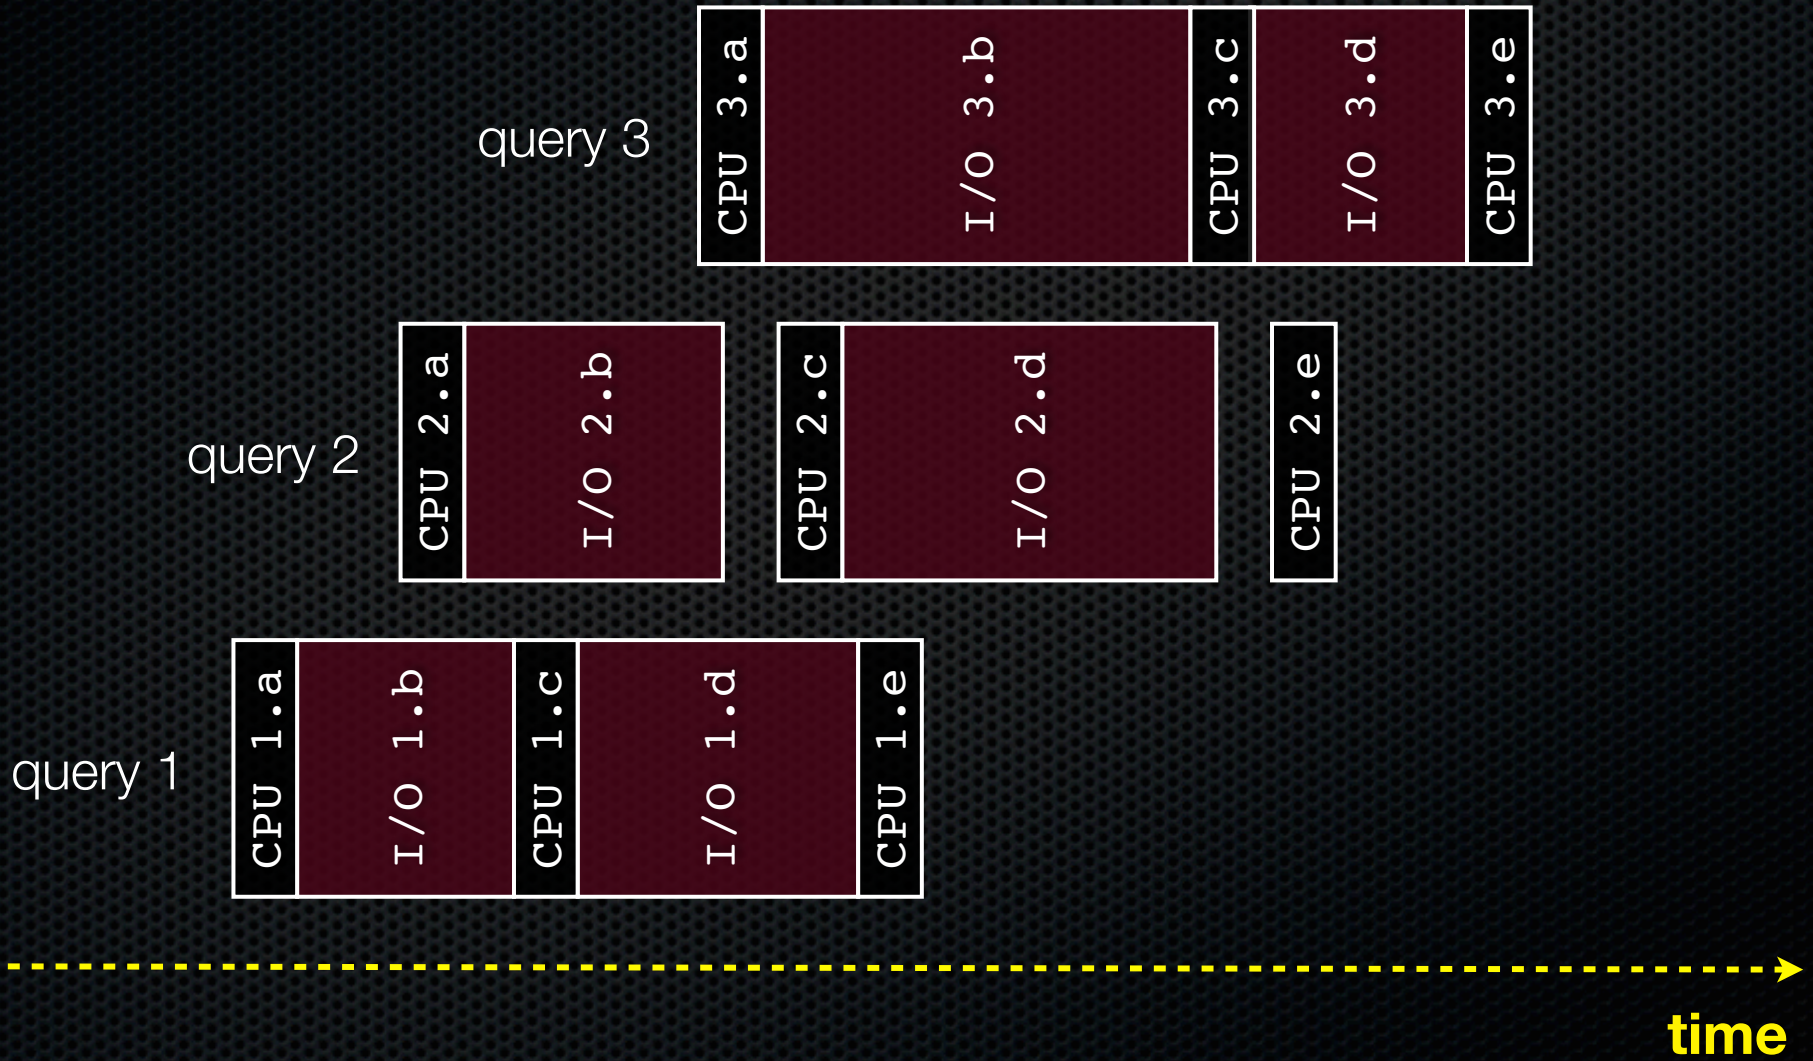 query 3
CPU 3.a
I/O 3.b
CPU 3.c
I/O 3.d
CPU 3.e
query 2
CPU 2.a
I/O 2.b
CPU 2.c
I/O 2.d
CPU 2.e
query 1
CPU 1.a
I/O 1.b
CPU 1.c
I/O 1.d
CPU 1.e
time